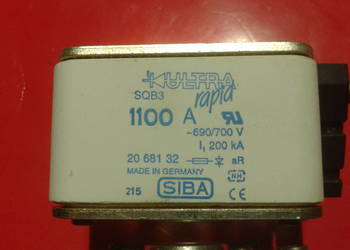 ULTRA
rapid
SQB3
1100 A
~690/700 V
I₁ 200 kA
20 681 32 aR
MADE IN GERMANY NH
215 SIBA CE